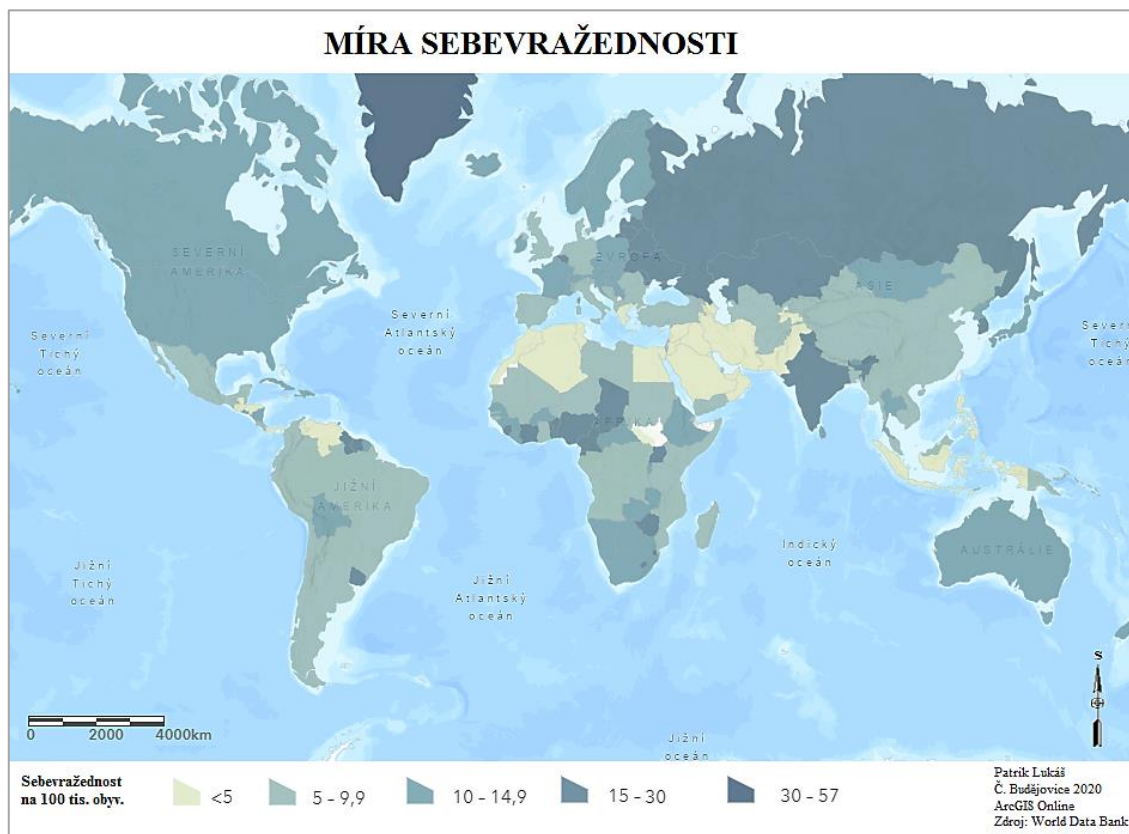 MÍRA SEBEVRAŽEDNOSTI
SEVERNÍ
AMERIKA
EVROPA
ASIE
Severní
Tichý
oceán
Severní
Atlantský
oceán
Severní
Tichý
oceán
AFRIKA
JIŽNÍ
AMERIKA
Jižní
Tichý
oceán
Jižní
Atlantský
oceán
Indický
oceán
AUSTRÁLIE
Jižní
oceán
S
0 2000 4000km
Sebevražednost
na 100 tis. obyv.
<5 5 - 9,9 10 - 14,9 15 - 30 30 - 57
Patrik Lukáš
Č. Budějovice 2020
ArcGIS Online
Zdroj: World Data Bank